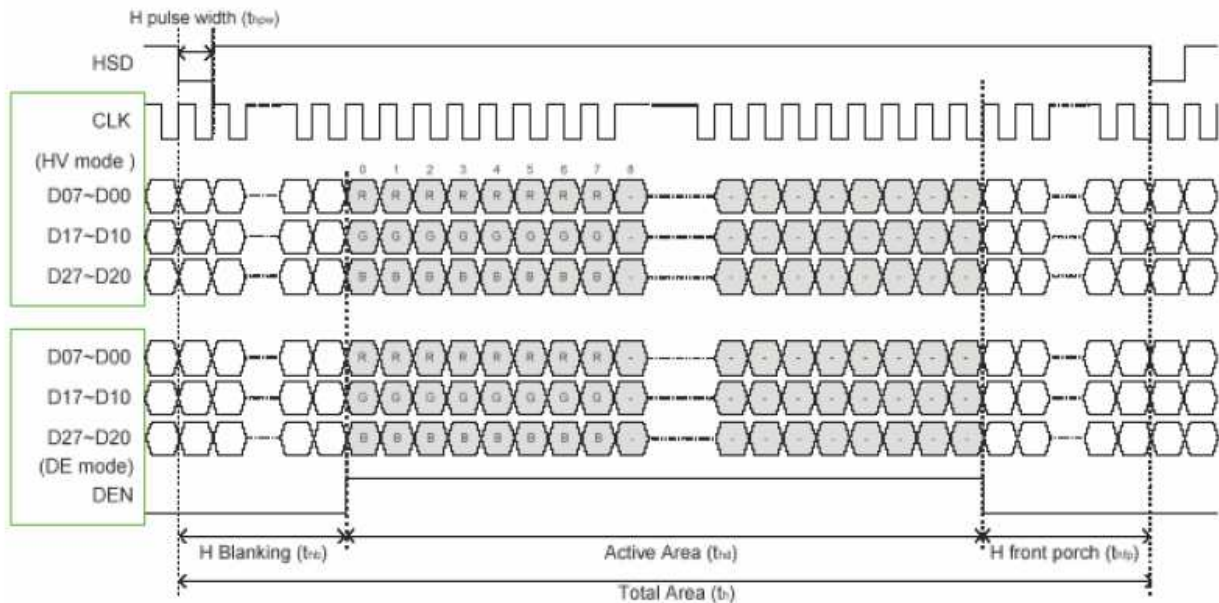 H pulse width (thpw)
HSD
CLK
(HV mode )
0 1 2 3 4 5 6 7 8
D07~D00 R R R R R R R R - - - - - - - - -
D17~D10 G G G G G G G G - - - - - - - - -
D27~D20 B B B B B B B B - - - - - - - - -
D07~D00 R R R R R R R R - - - - - - - - -
D17~D10 G G G G G G G G - - - - - - - - -
D27~D20 B B B B B B B B - - - - - - - - -
(DE mode)
DEN
H Blanking (thb) Active Area (thd) H front porch (thfp)
Total Area (th)